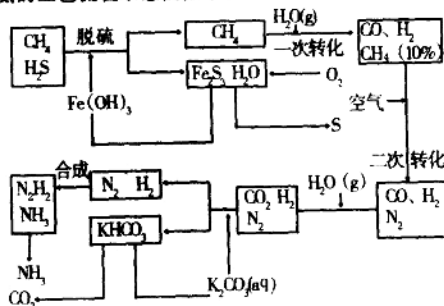 脱硫
CH₄
H₂S
CH₄
H₂O(g)
一次转化
CO、H₂
CH₄ (10%)
Fe₂S₃ H₂O
O₂
Fe(OH)₃
S
空气
二次转化
合成
N₂H₂
NH₃
N₂ H₂
CO₂ H₂
N₂
H₂O (g)
CO、H₂
N₂
KHCO₃
NH₃
CO₂
K₂CO₃(aq)